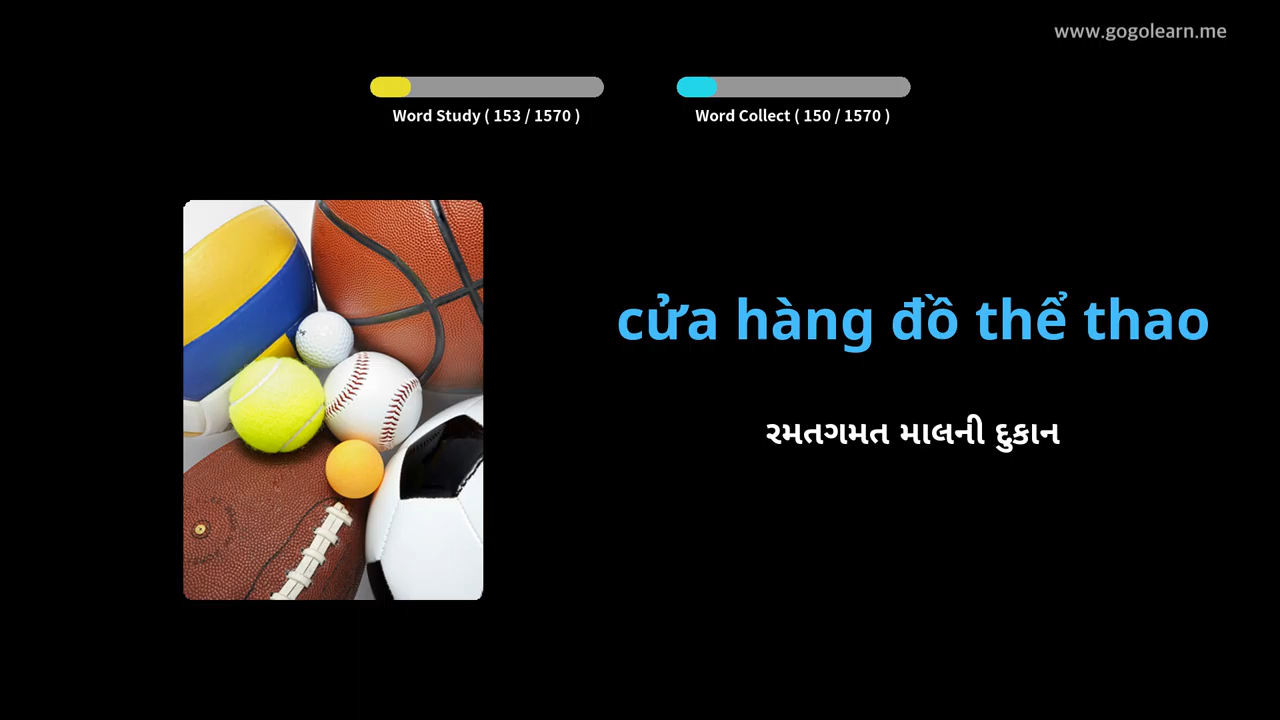 www.gogolearn.me
Word Study ( 153 / 1570 )
Word Collect ( 150 / 1570 )
cửa hàng đồ thể thao
રમતગમત માલની દુકાન